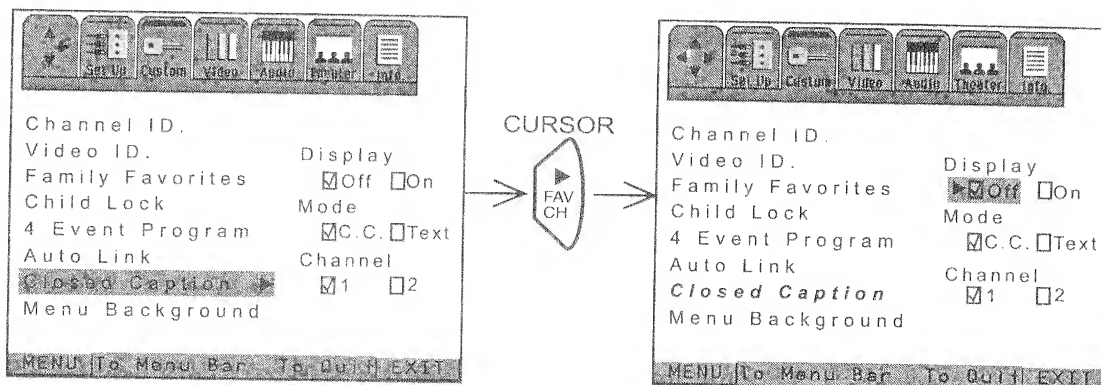 Set Up Custom Video Audio Theater Info
Channel ID.
Video ID.
Family Favorites
Child Lock
4 Event Program
Auto Link
Closed Caption ▶
Menu Background
Display
☑Off ☐On
Mode
☑C.C. ☐Text
Channel
☑1 ☐2
MENU To Menu Bar To Quit EXIT
CURSOR
▶
FAV
CH
Set Up Custom Video Audio Theater Info
Channel ID.
Video ID.
Family Favorites
Child Lock
4 Event Program
Auto Link
Closed Caption
Menu Background
Display
▶☑Off ☐On
Mode
☑C.C. ☐Text
Channel
☑1 ☐2
MENU To Menu Bar To Quit EXIT